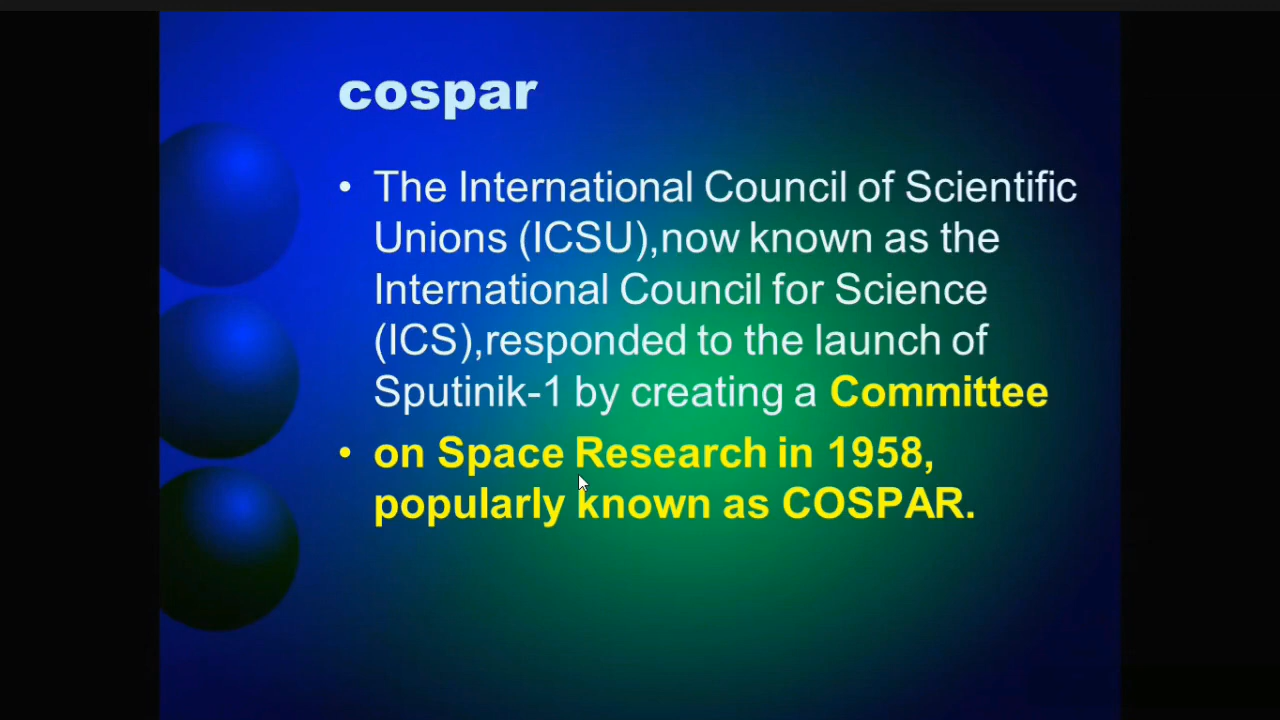 cospar
• The International Council of Scientific
Unions (ICSU),now known as the
International Council for Science
(ICS),responded to the launch of
Sputinik-1 by creating a Committee
• on Space Research in 1958,
popularly known as COSPAR.